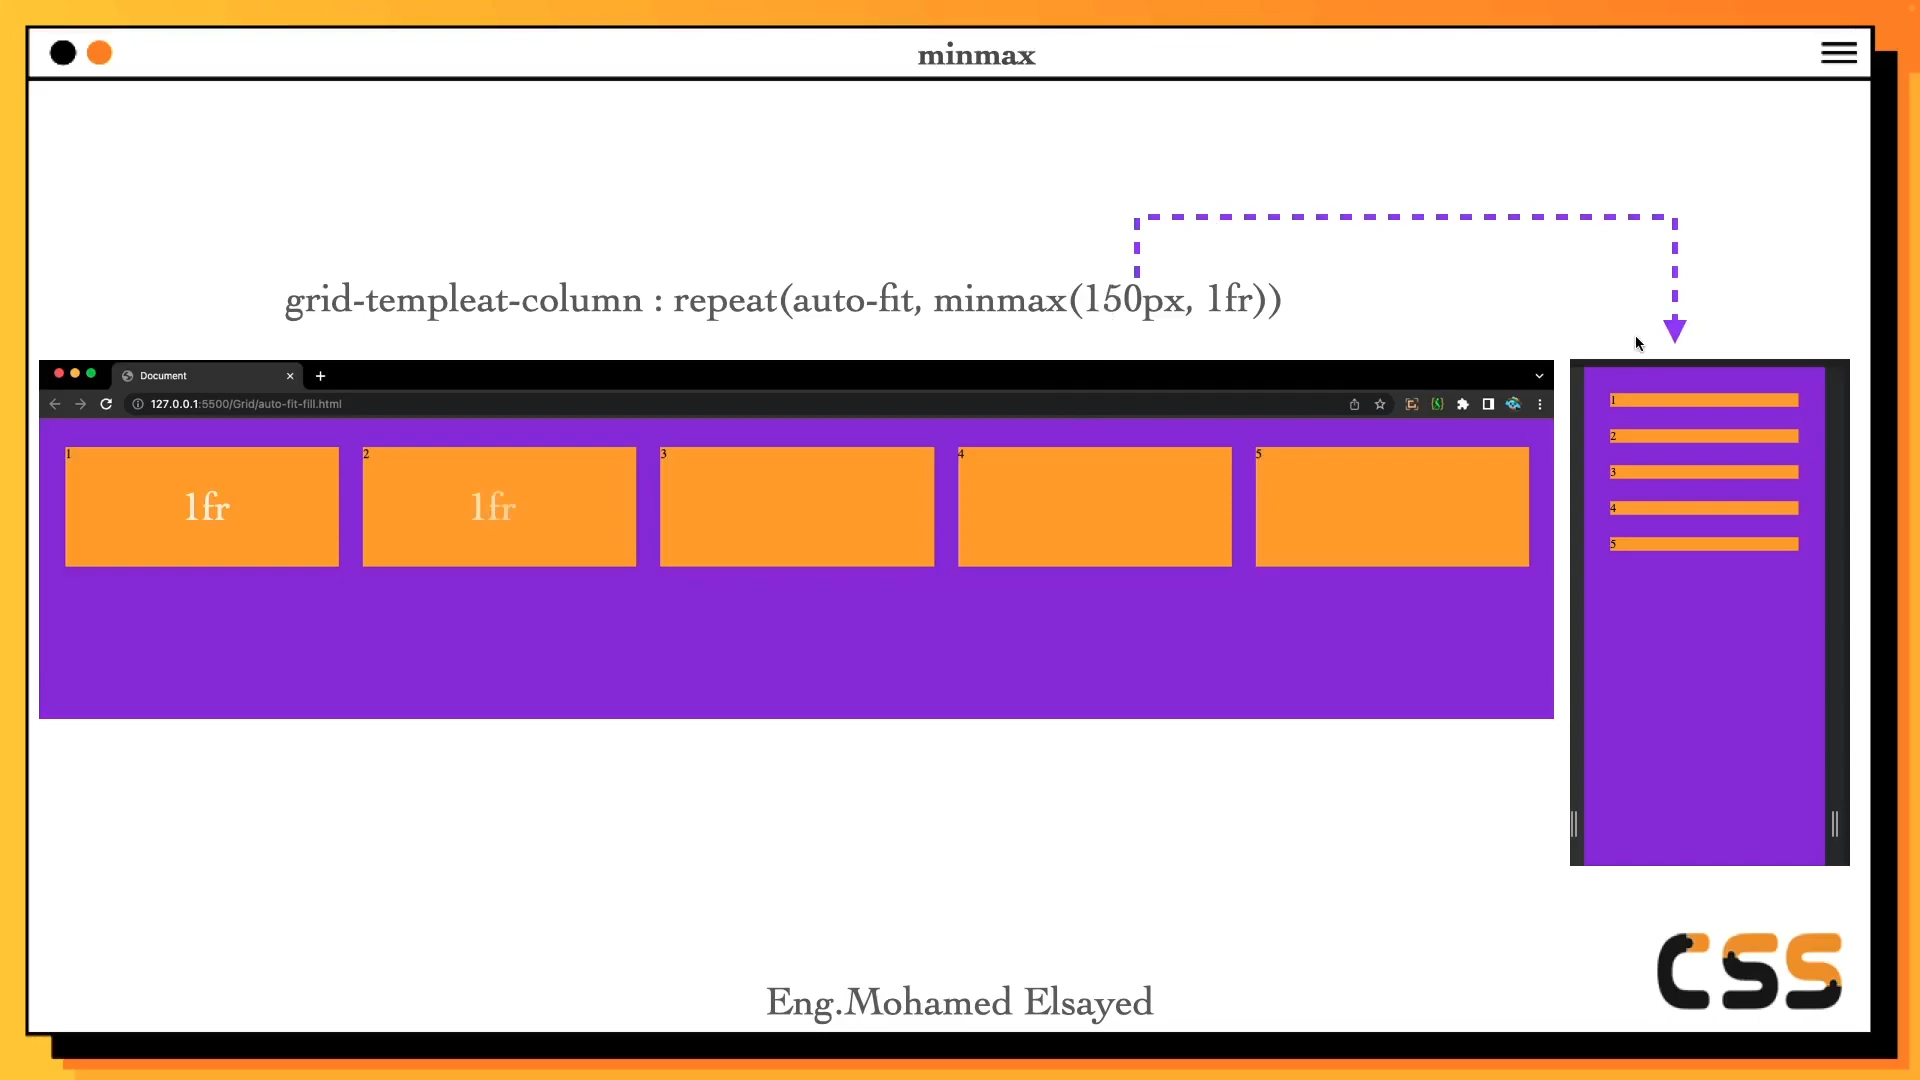 minmax
grid-templeat-column : repeat(auto-fit, minmax(150px, 1fr))
Document
127.0.0.1:5500/Grid/auto-fit-fill.html
1 2 3 4 5
1fr 1fr
1
2
3
4
5
CSS
Eng.Mohamed Elsayed